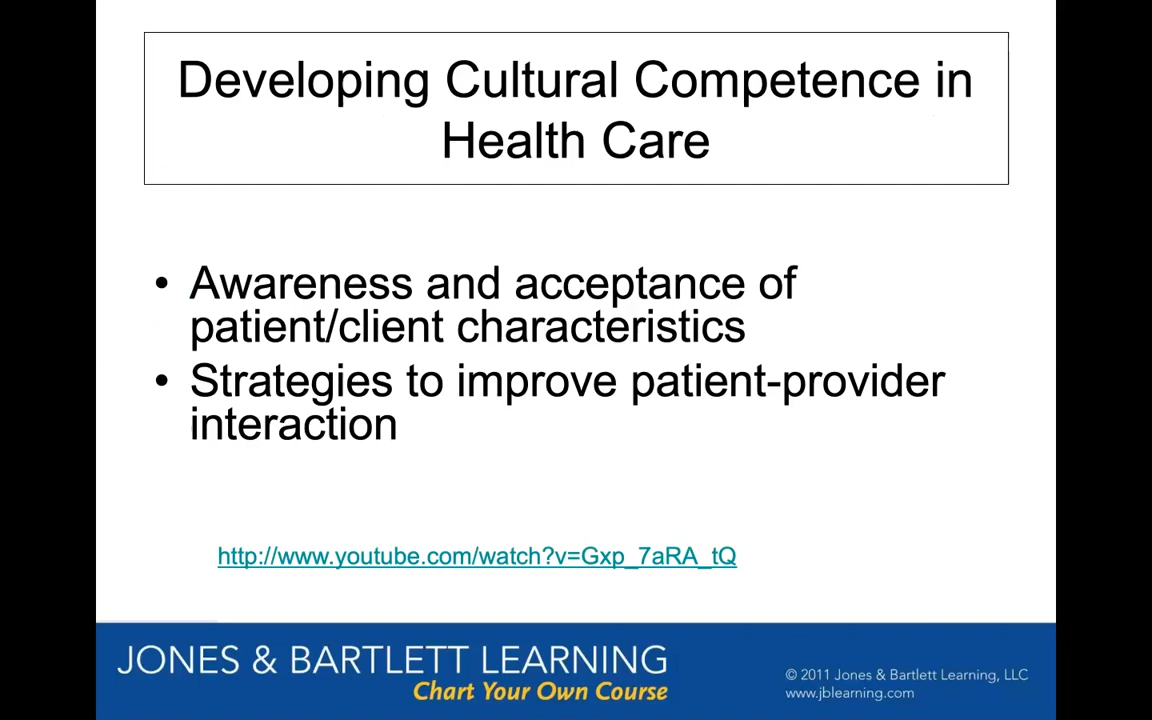 Developing Cultural Competence in
Health Care
• Awareness and acceptance of
patient/client characteristics
• Strategies to improve patient-provider
interaction
http://www.youtube.com/watch?v=Gxp_7aRA_tQ
JONES & BARTLETT LEARNING
Chart Your Own Course
© 2011 Jones & Bartlett Learning, LLC
www.jblearning.com